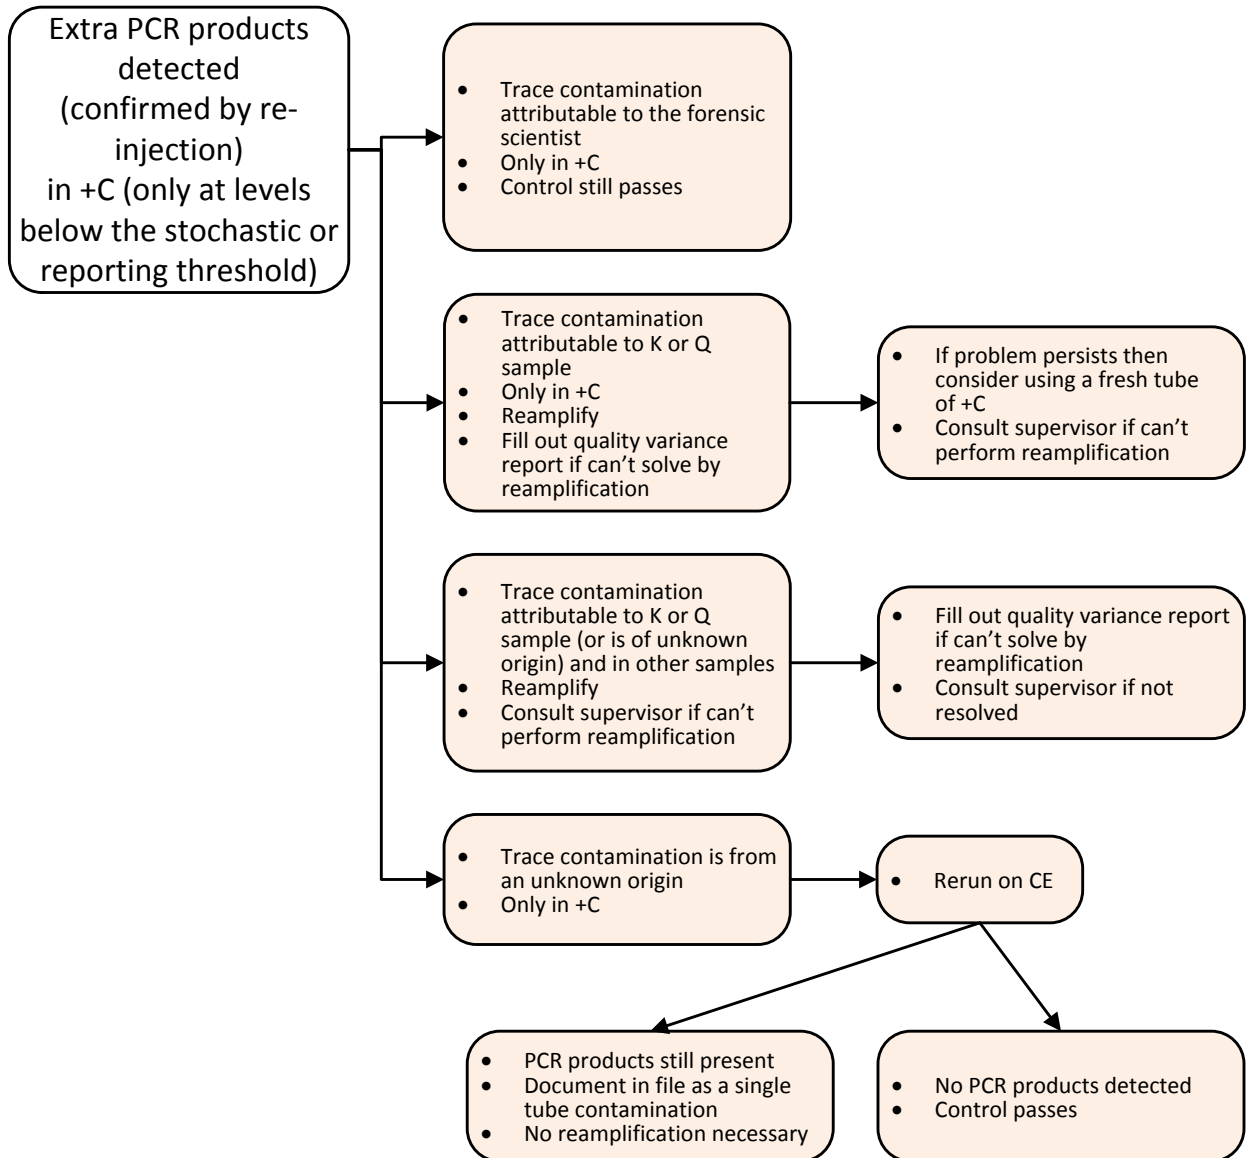 Extra PCR products
detected
(confirmed by re-
injection)
in +C (only at levels
below the stochastic or
reporting threshold)
• Trace contamination
attributable to the forensic
scientist
• Only in +C
• Control still passes
• Trace contamination
attributable to K or Q
sample
• Only in +C
• Reamplify
• Fill out quality variance
report if can’t solve by
reamplification
• If problem persists then
consider using a fresh tube
of +C
• Consult supervisor if can’t
perform reamplification
• Trace contamination
attributable to K or Q
sample (or is of unknown
origin) and in other samples
• Reamplify
• Consult supervisor if can’t
perform reamplification
• Fill out quality variance report
if can’t solve by
reamplification
• Consult supervisor if not
resolved
• Trace contamination is from
an unknown origin
• Only in +C
• Rerun on CE
• PCR products still present
• Document in file as a single
tube contamination
• No reamplification necessary
• No PCR products detected
• Control passes